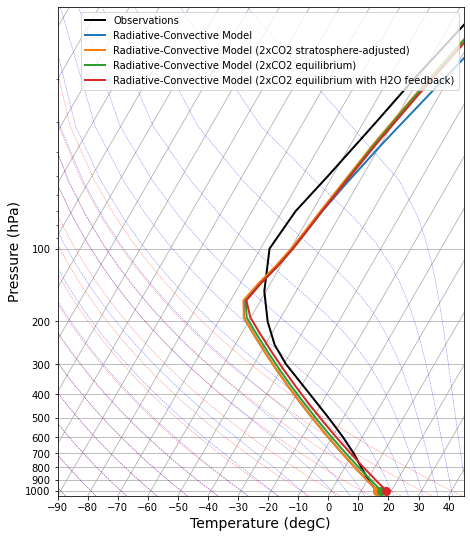 Observations
Radiative-Convective Model
Radiative-Convective Model (2xCO2 stratosphere-adjusted)
Radiative-Convective Model (2xCO2 equilibrium)
Radiative-Convective Model (2xCO2 equilibrium with H2O feedback)
Pressure (hPa)
100
200
300
400
500
600
700
800
900
1000
−90 −80 −70 −60 −50 −40 −30 −20 −10 0 10 20 30 40
Temperature (degC)